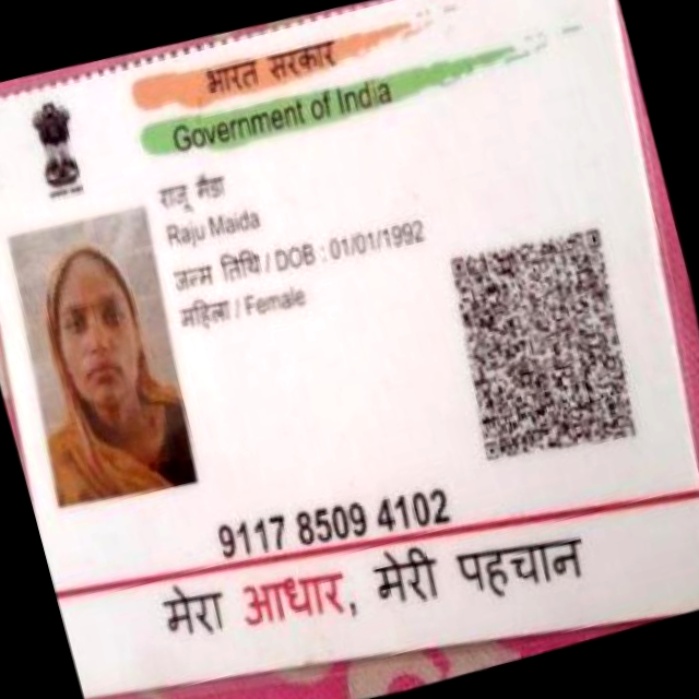 भारत सरकार
Government of India
राजू मैडा
Raju Maida
जन्म तिथि / DOB : 01/01/1992
महिला / Female
9117 8509 4102
मेरा आधार, मेरी पहचान